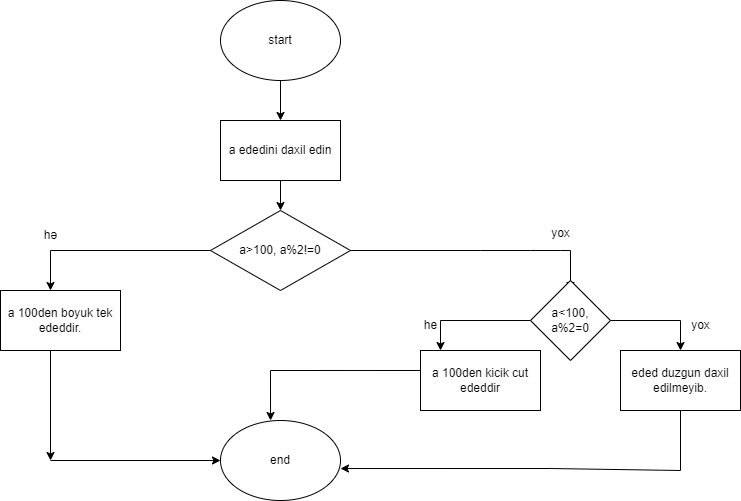 start
a ededini daxil edin
hə
a>100, a%2!=0
yox
a 100den boyuk tek
ededdir.
he
a<100,
a%2=0
yox
a 100den kicik cut
ededdir
eded duzgun daxil
edilmeyib.
end